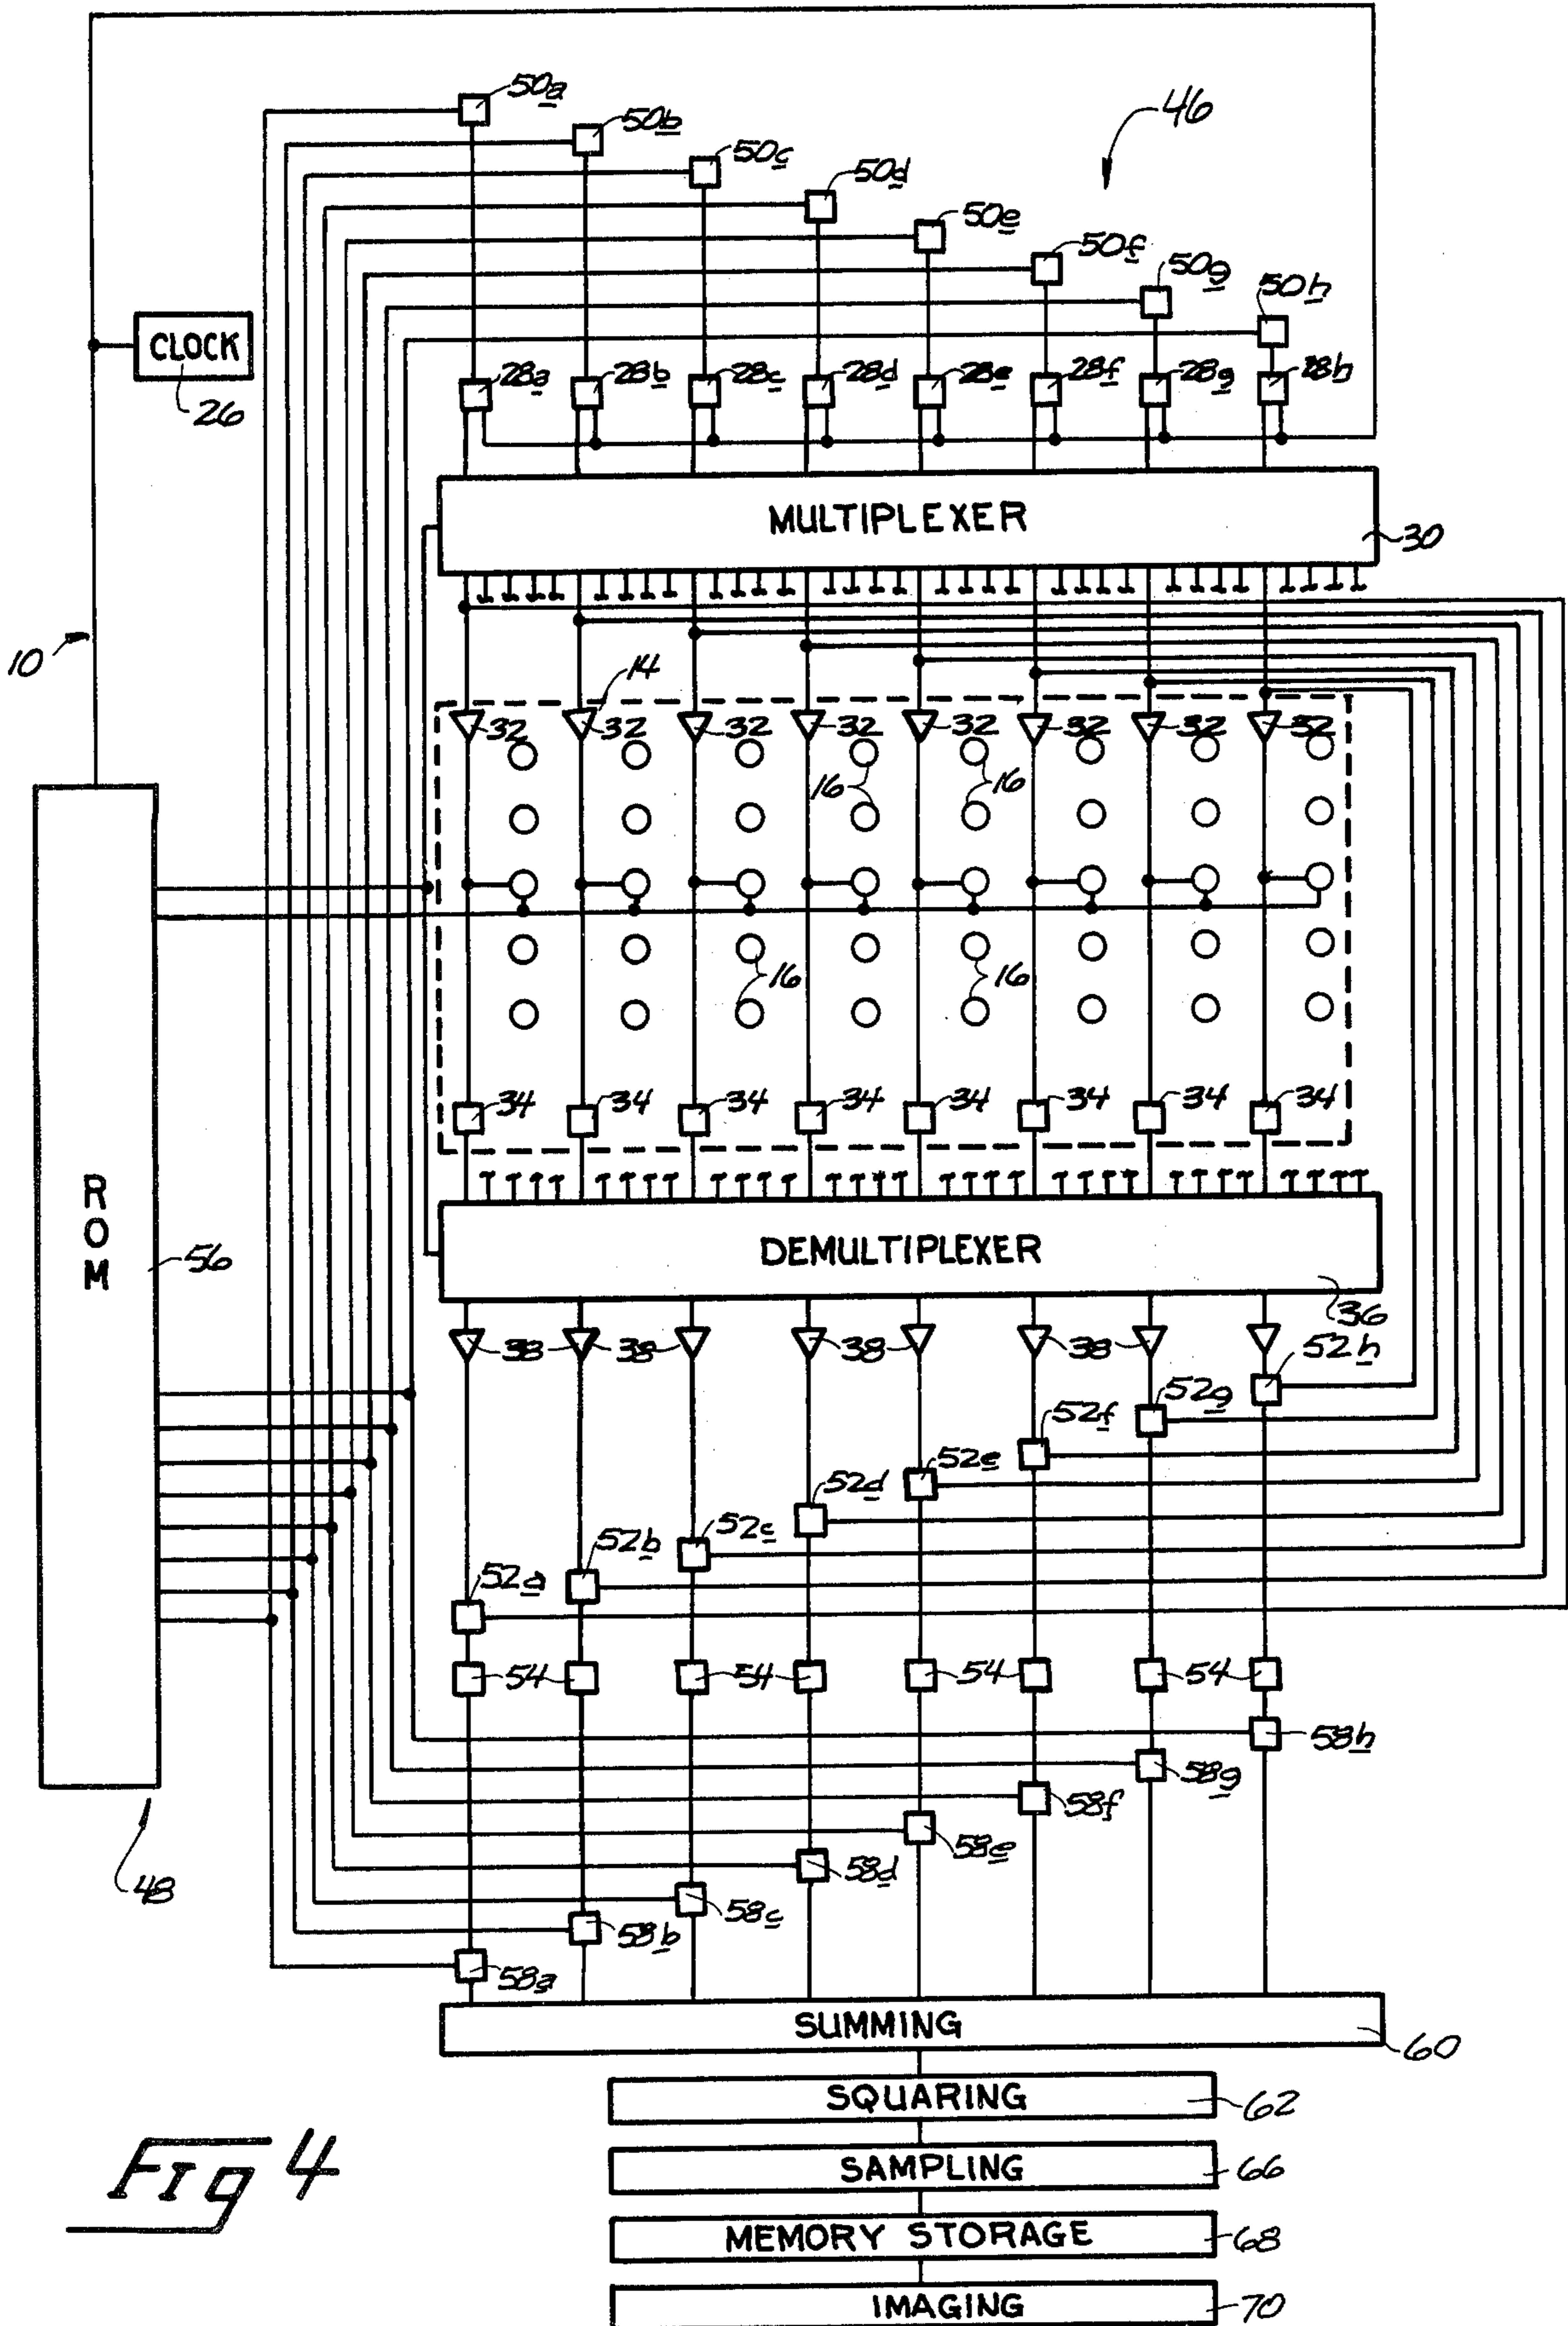 50a
50b
46
50c
50d
50e
50f
50g
50h
CLOCK
26
28a 28b 28c 28d 28e 28f 28g 28h
MULTIPLEXER
30
10
14
32 32 32 32 32 32 32 32
16 16
16 16
34 34 34 34 34 34 34 34
ROM
56
DEMULTIPLEXER
36
38 38 38 38
52h
52g
52f
52e
52d
52c
52b
52a
54 54 54 54
58h
58g
58f
58e
58d
48
58c
58b
58a
SUMMING
60
SQUARING
62
Fig 4
SAMPLING
66
MEMORY STORAGE
68
IMAGING
70